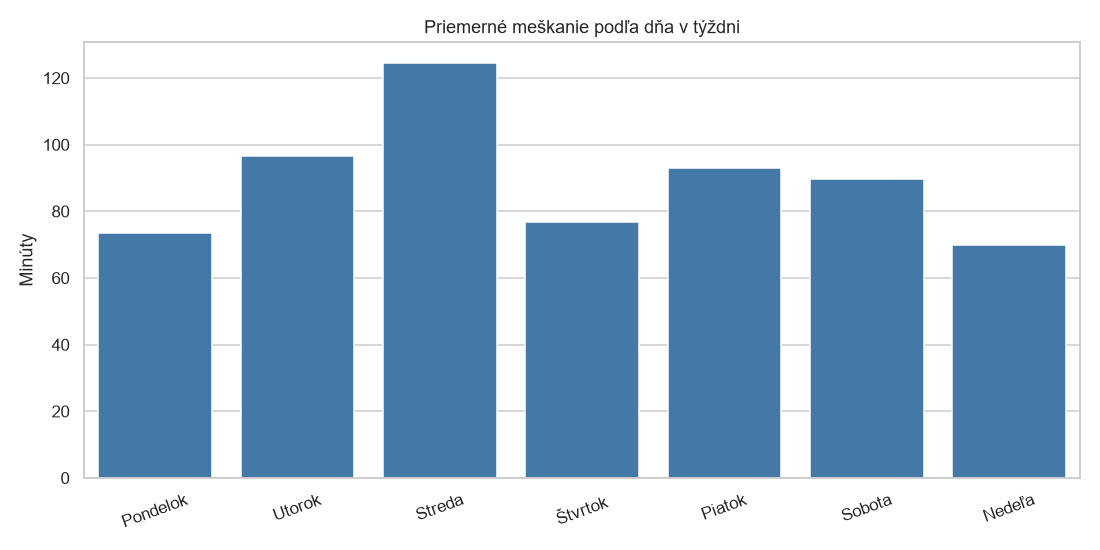 Priemerné meškanie podľa dňa v týždni
Minúty
120
100
80
60
40
20
0
Pondelok
Utorok
Streda
Štvrtok
Piatok
Sobota
Nedeľa